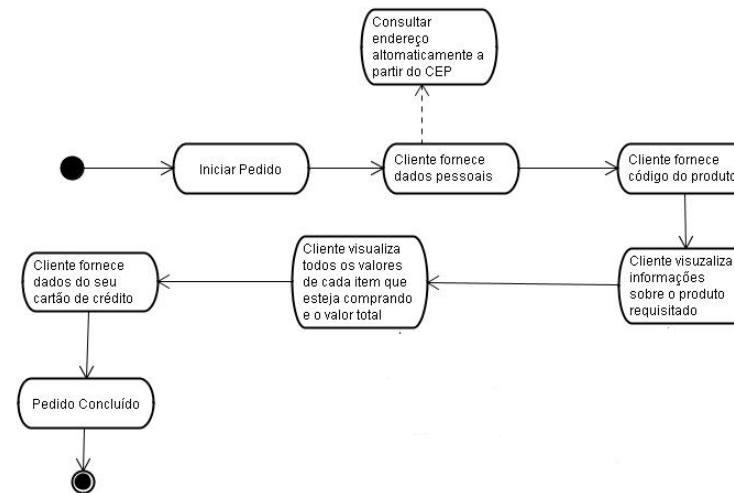 Consultar
endereço
altomaticamente a
partir do CEP
Iniciar Pedido
Cliente fornece
dados pessoais
Cliente fornece
código do produto
Cliente visualiza
todos os valores
de cada item que
esteja comprando
e o valor total
Cliente visuzaliza
informações
sobre o produto
requisitado
Cliente fornece
dados do seu
cartão de crédito
Pedido Concluído